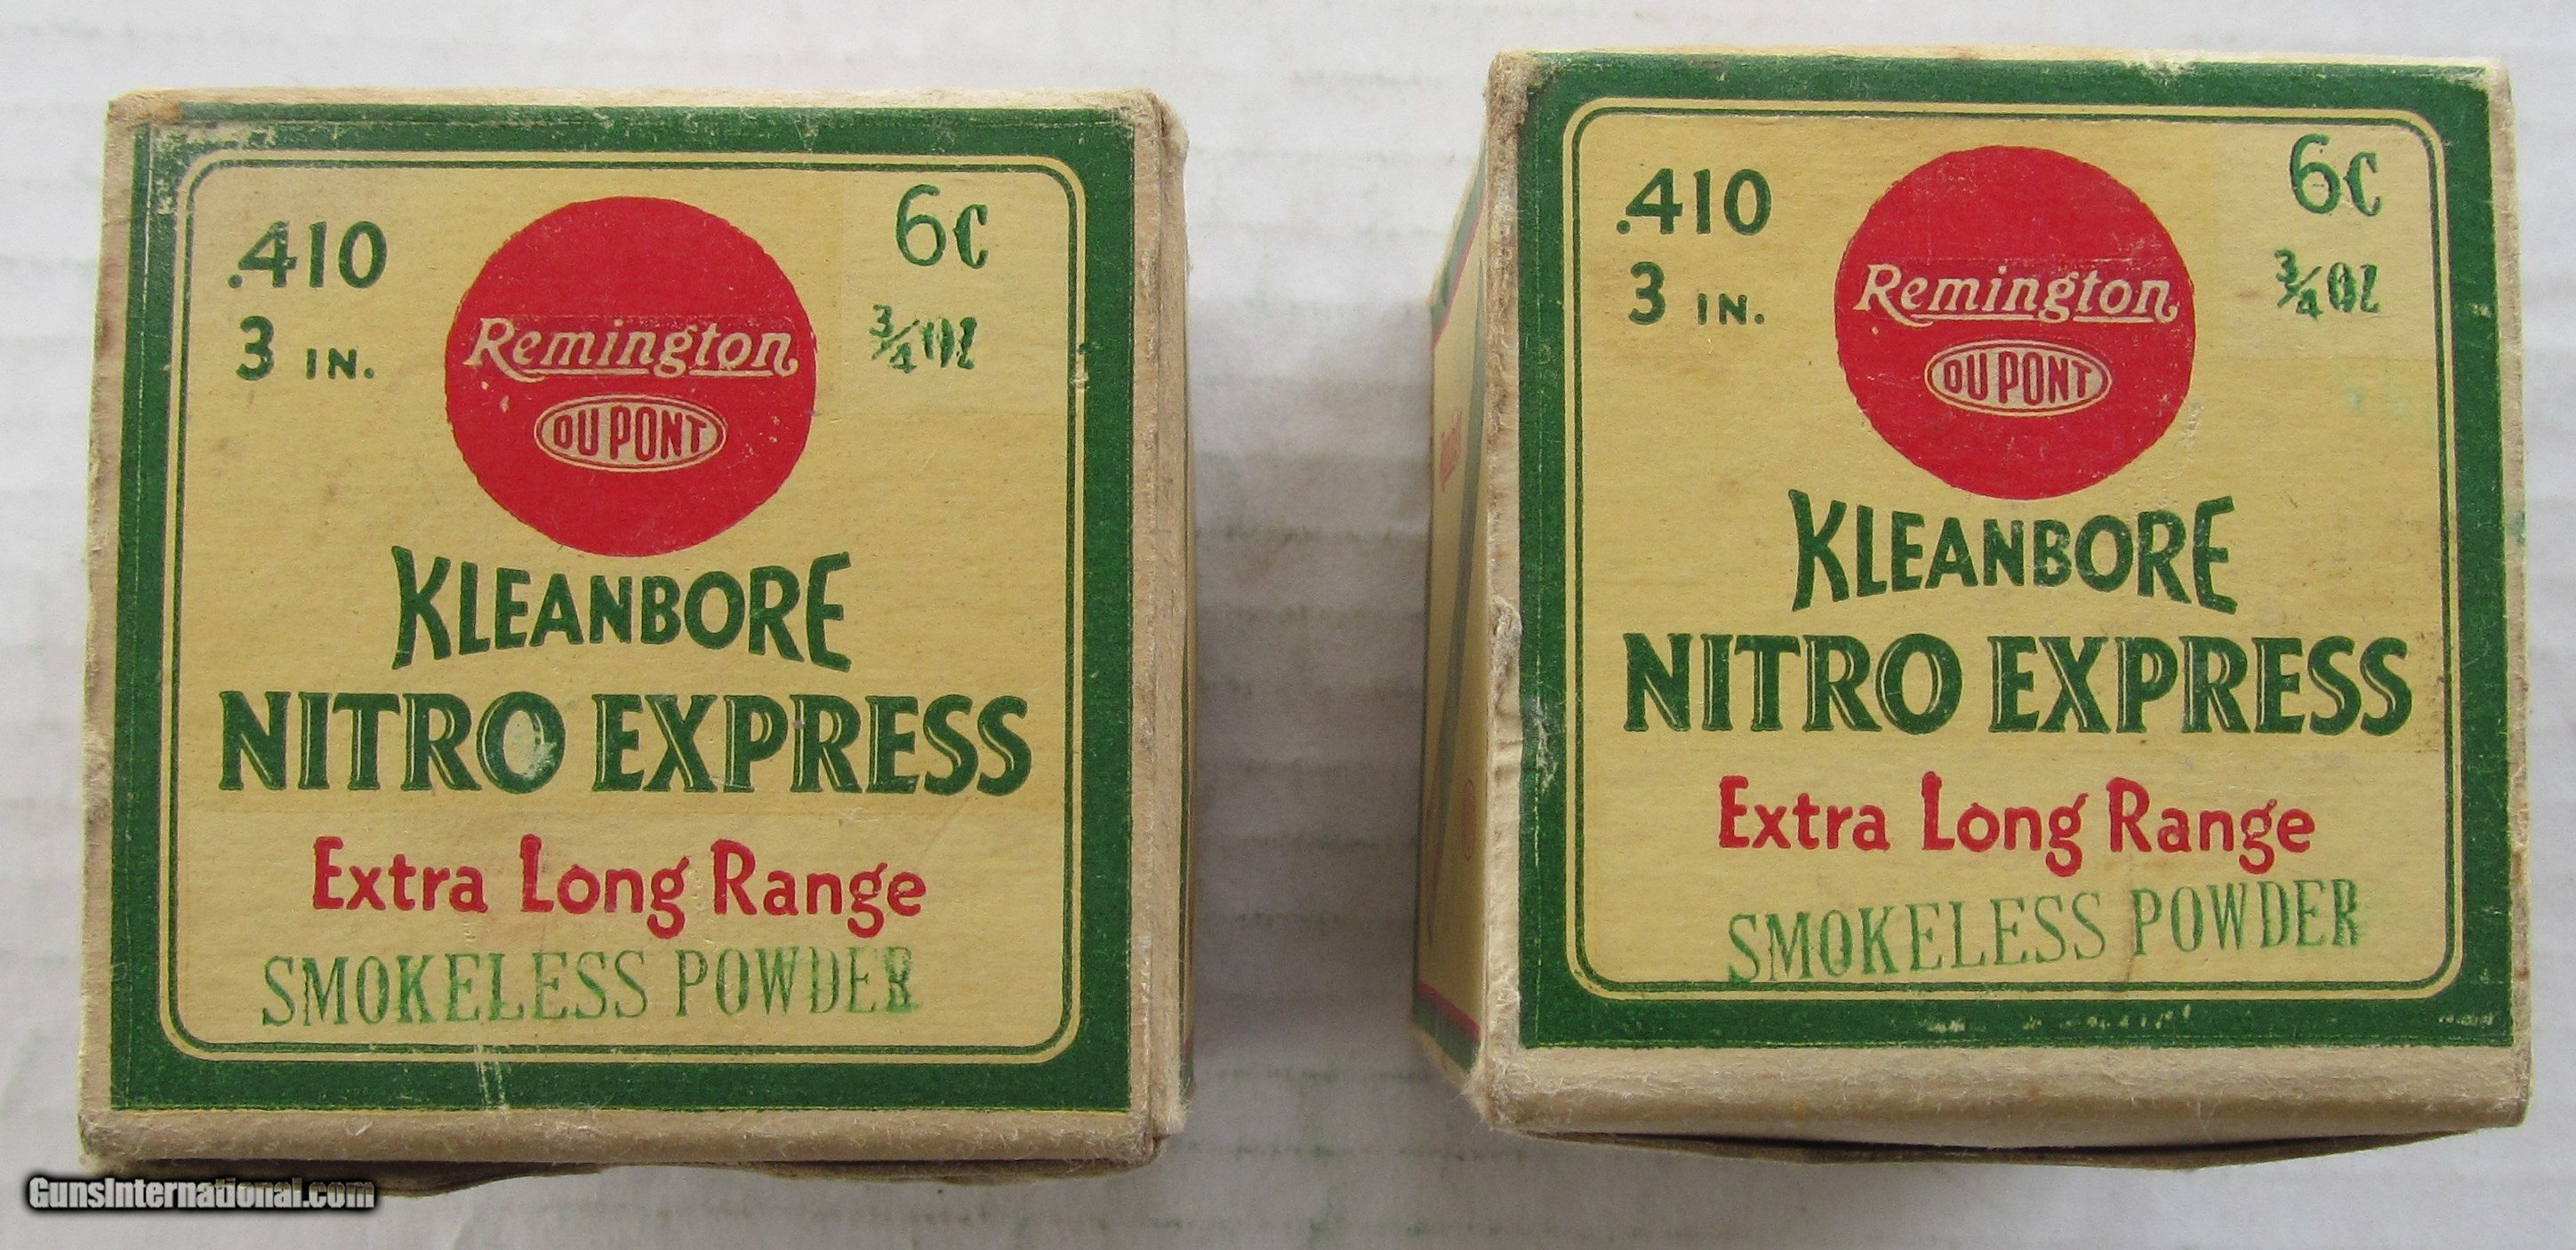 .410
3 IN.
6C
3/4 OZ
Remington
DU PONT
KLEANBORE
NITRO EXPRESS
Extra Long Range
SMOKELESS POWDER
.410
3 IN.
6C
3/4 OZ
Remington
DU PONT
KLEANBORE
NITRO EXPRESS
Extra Long Range
SMOKELESS POWDER
GunsInternational.com